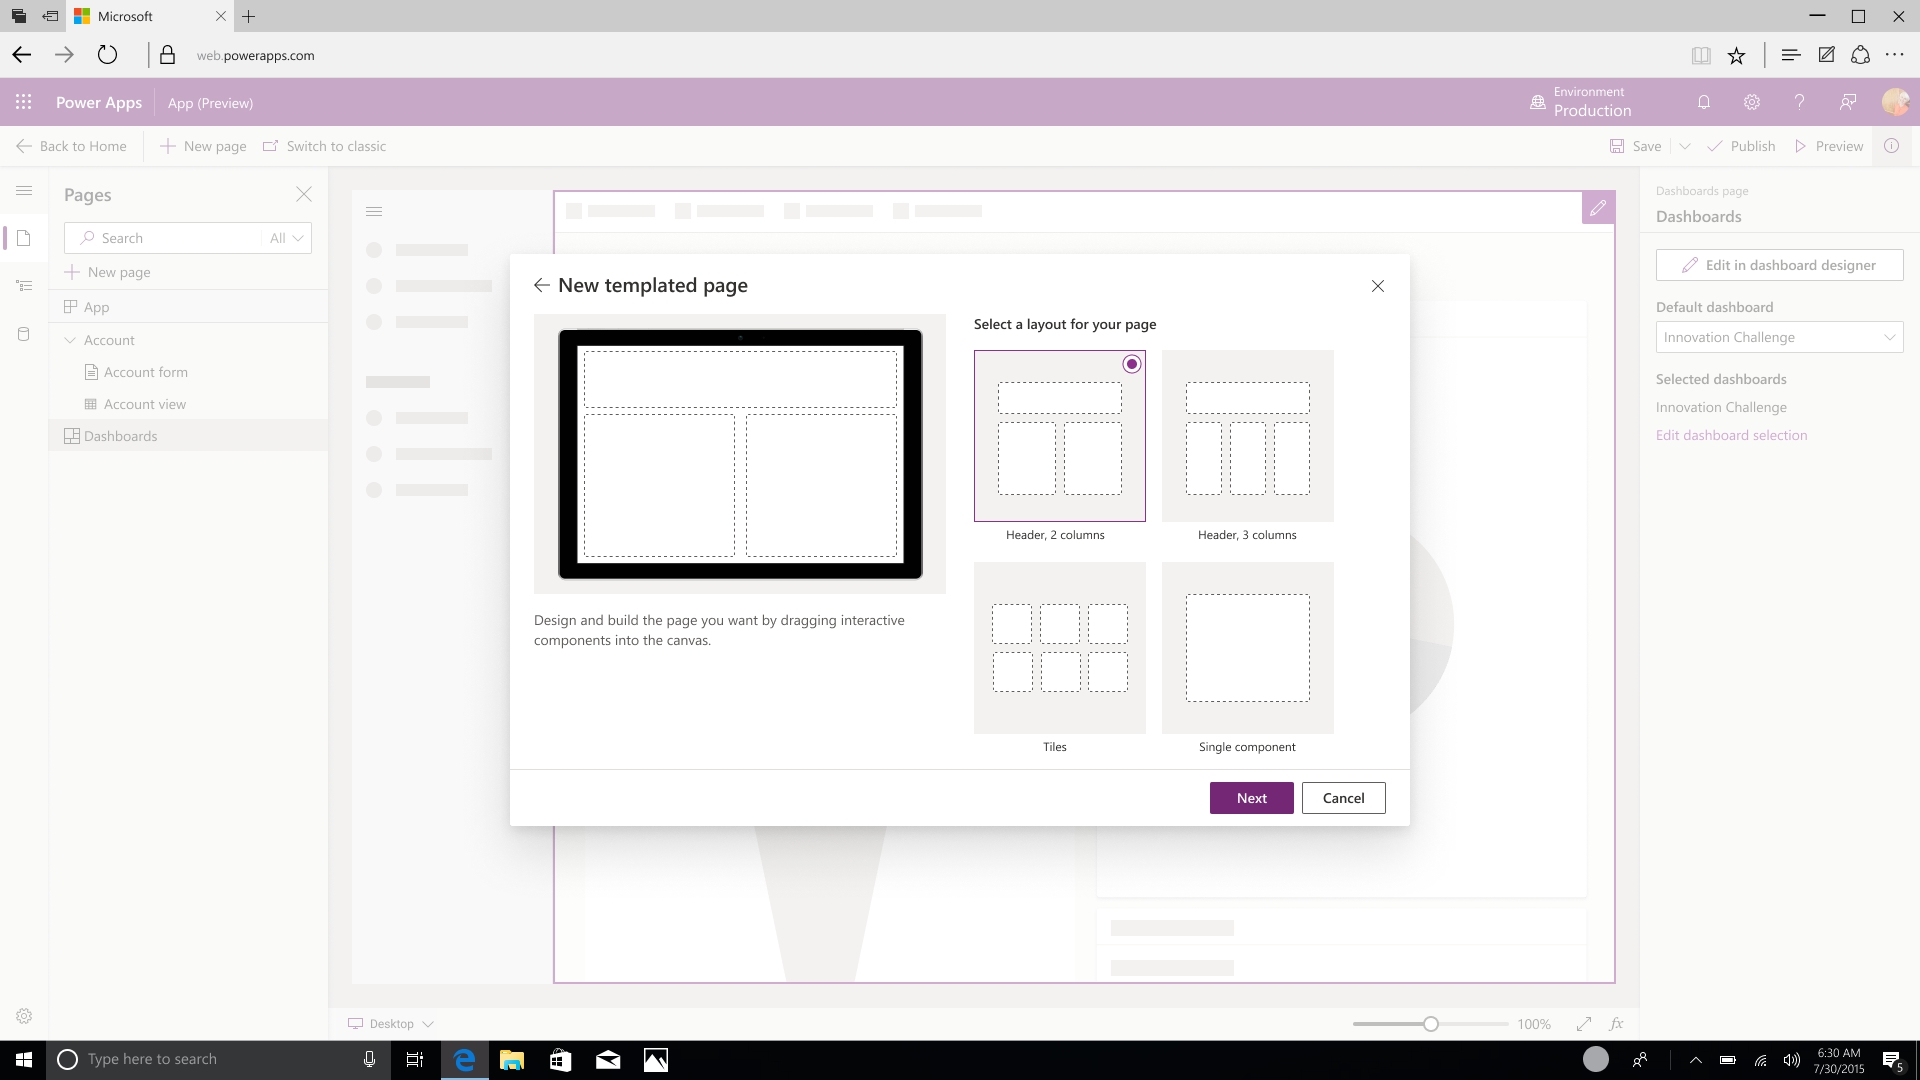 Microsoft
web.powerapps.com
Power Apps
App (Preview)
Environment
Production
Back to Home
New page
Switch to classic
Save
Publish
Preview
Pages
Search
All
New page
App
Account
Account form
Account view
Dashboards
Dashboards page
Dashboards
Edit in dashboard designer
Default dashboard
Innovation Challenge
Selected dashboards
Innovation Challenge
Edit dashboard selection
New templated page
Design and build the page you want by dragging interactive
components into the canvas.
Select a layout for your page
Header, 2 columns
Header, 3 columns
Tiles
Single component
Next
Cancel
Desktop
100%
fx
Type here to search
6:30 AM
7/30/2015
5